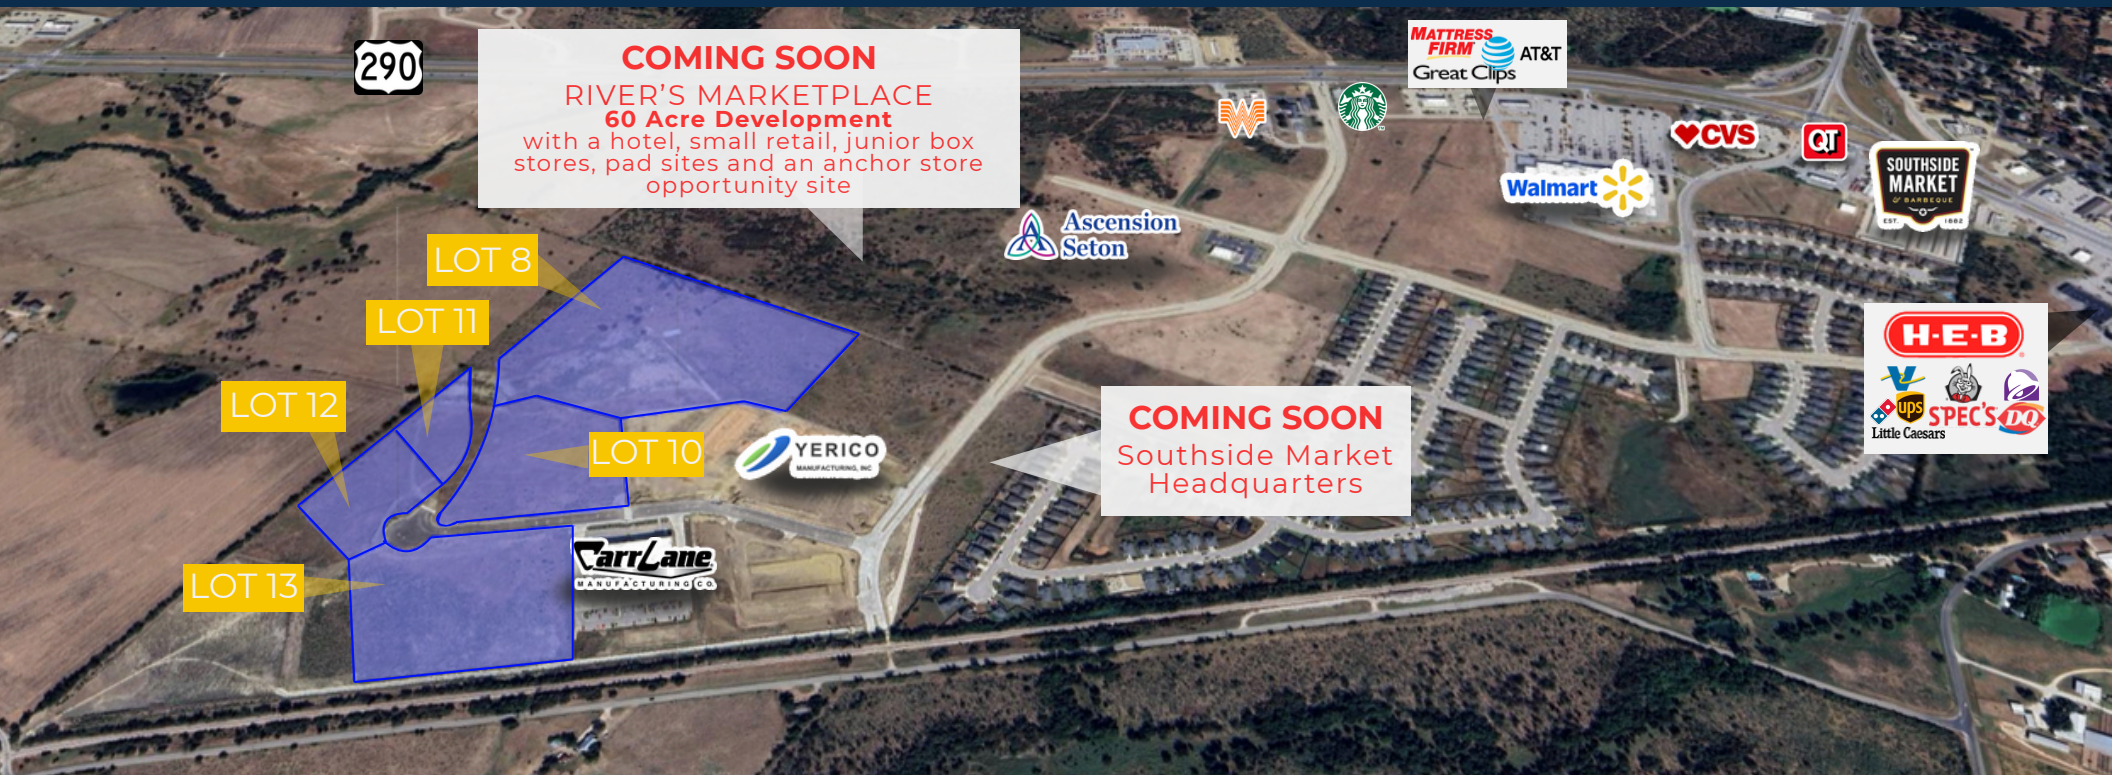 290
COMING SOON
RIVER'S MARKETPLACE
60 Acre Development
with a hotel, small retail, junior box
stores, pad sites and an anchor store
opportunity site
MATTRESS
FIRM
AT&T
Great Clips
CVS
QT
Walmart
SOUTHSIDE
MARKET
& BARBEQUE
EST. 1882
Ascension
Seton
LOT 8
LOT 11
LOT 12
LOT 10
LOT 13
YERICO
MANUFACTURING, INC
CarrLane
MANUFACTURING CO.
COMING SOON
Southside Market
Headquarters
H-E-B
V
ups
SPEC'S
DQ
Little Caesars